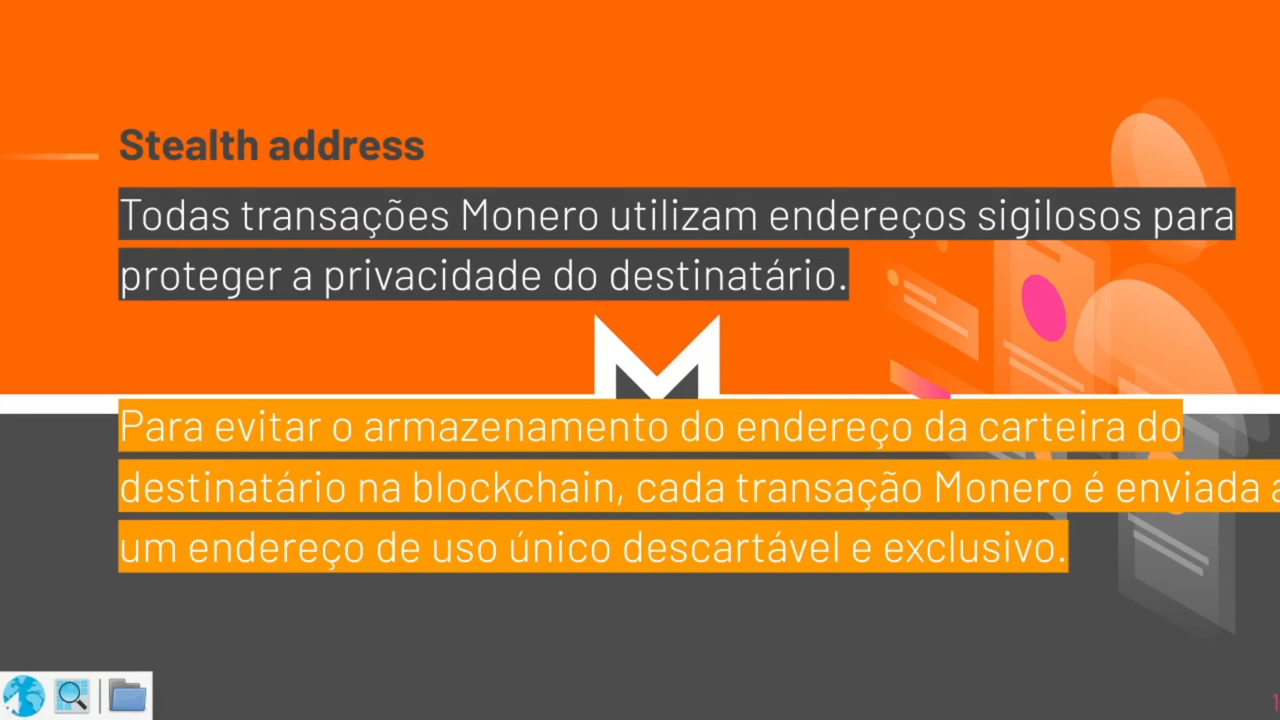 Stealth address
Todas transações Monero utilizam endereços sigilosos para
proteger a privacidade do destinatário.
Para evitar o armazenamento do endereço da carteira do
destinatário na blockchain, cada transação Monero é enviada a
um endereço de uso único descartável e exclusivo.